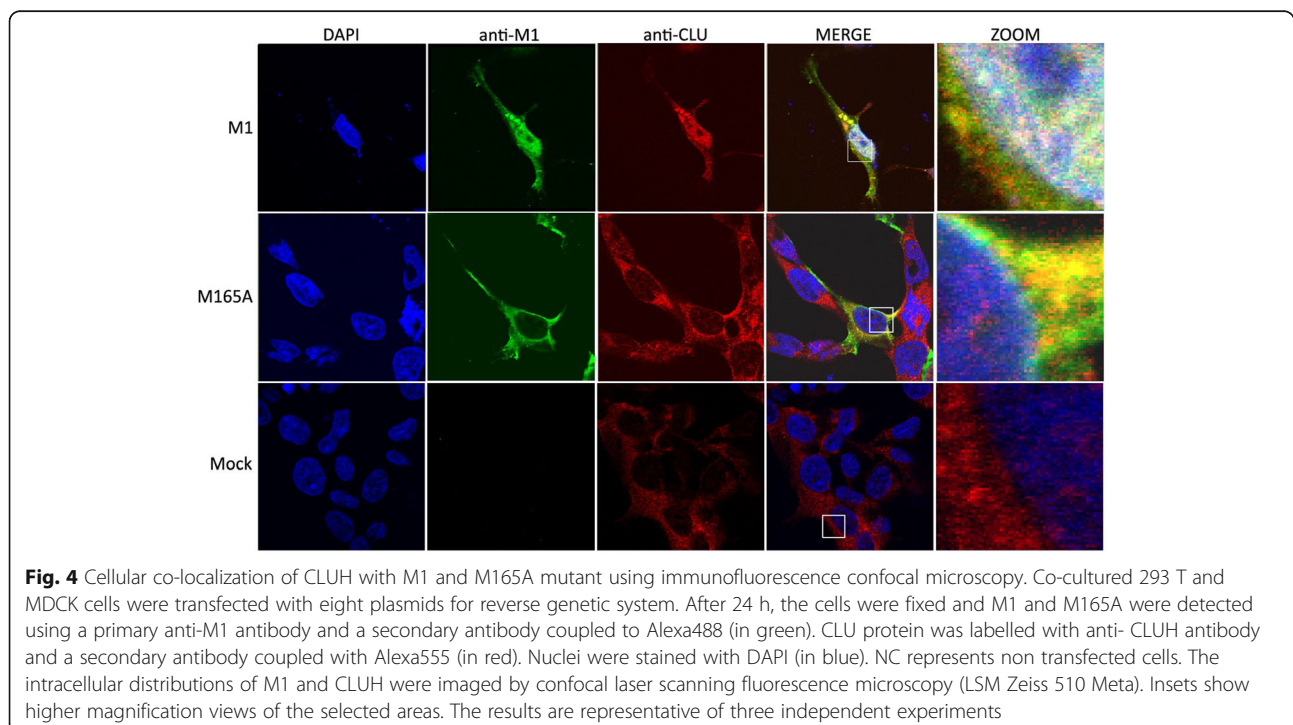 DAPI anti-M1 anti-CLU MERGE ZOOM
M1
M165A
Mock
Fig. 4 Cellular co-localization of CLUH with M1 and M165A mutant using immunofluorescence confocal microscopy. Co-cultured 293 T and
MDCK cells were transfected with eight plasmids for reverse genetic system. After 24 h, the cells were fixed and M1 and M165A were detected
using a primary anti-M1 antibody and a secondary antibody coupled to Alexa488 (in green). CLU protein was labelled with anti- CLUH antibody
and a secondary antibody coupled with Alexa555 (in red). Nuclei were stained with DAPI (in blue). NC represents non transfected cells. The
intracellular distributions of M1 and CLUH were imaged by confocal laser scanning fluorescence microscopy (LSM Zeiss 510 Meta). Insets show
higher magnification views of the selected areas. The results are representative of three independent experiments